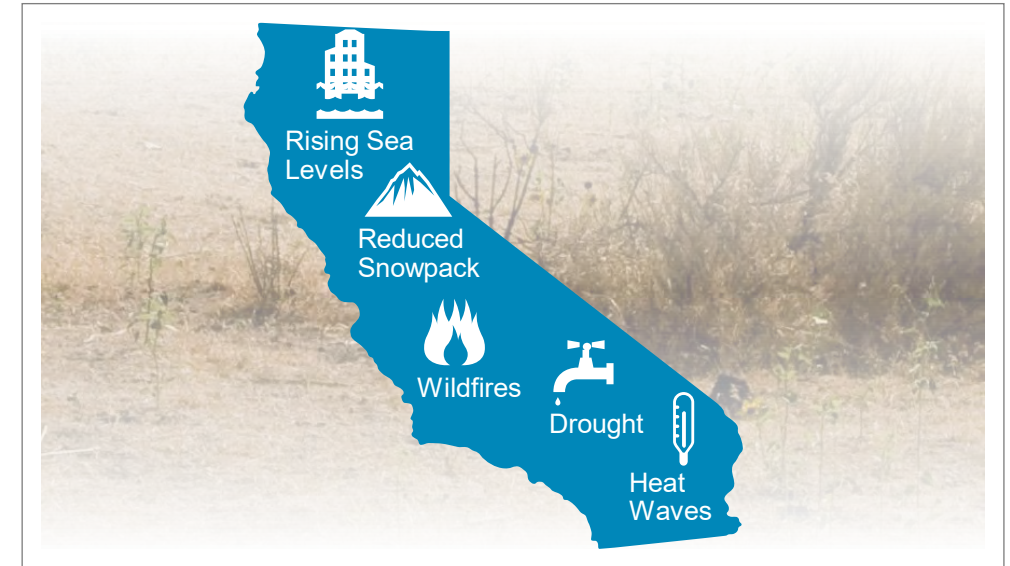 Rising Sea
Levels
Reduced
Snowpack
Wildfires
Drought
Heat
Waves